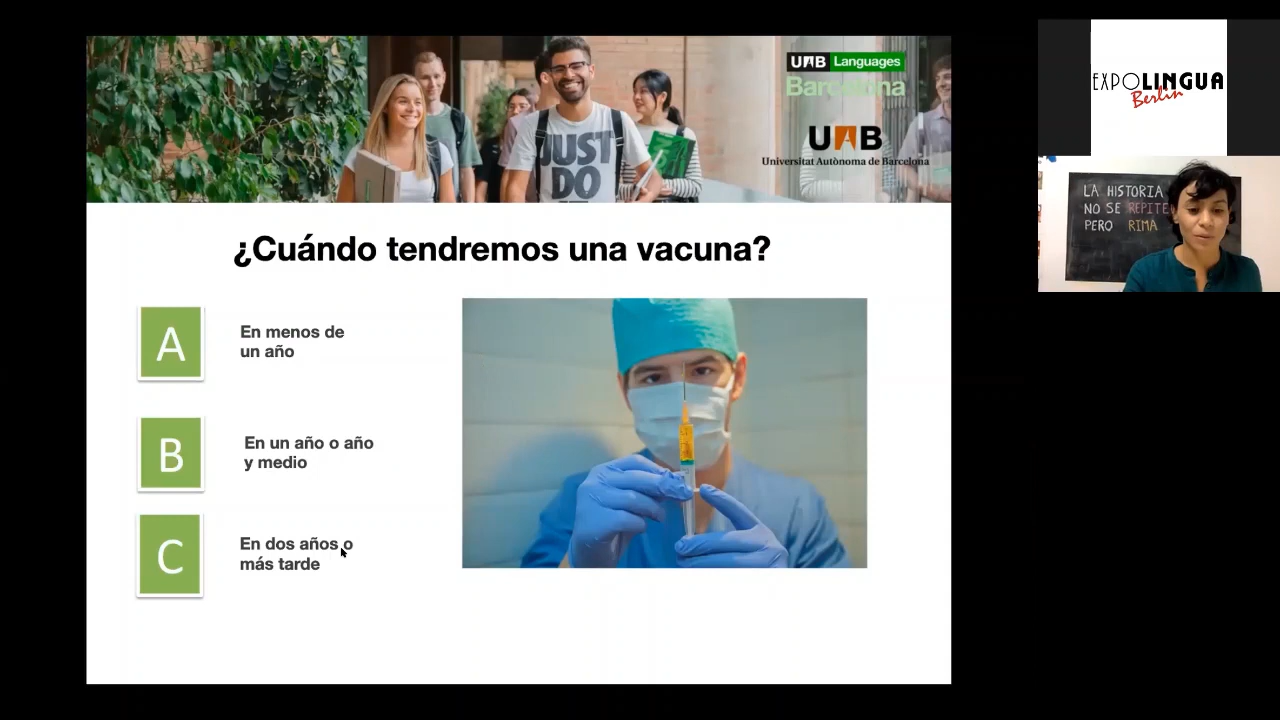 UAB Languages
Barcelona
UAB
Universitat Autònoma de Barcelona
JUST
DO
¿Cuándo tendremos una vacuna?
A
En menos de
un año
B
En un año o año
y medio
C
En dos años o
más tarde
EXPOLINGUA
Berlin
LA HISTORIA
NO SE REPITE
PERO RIMA